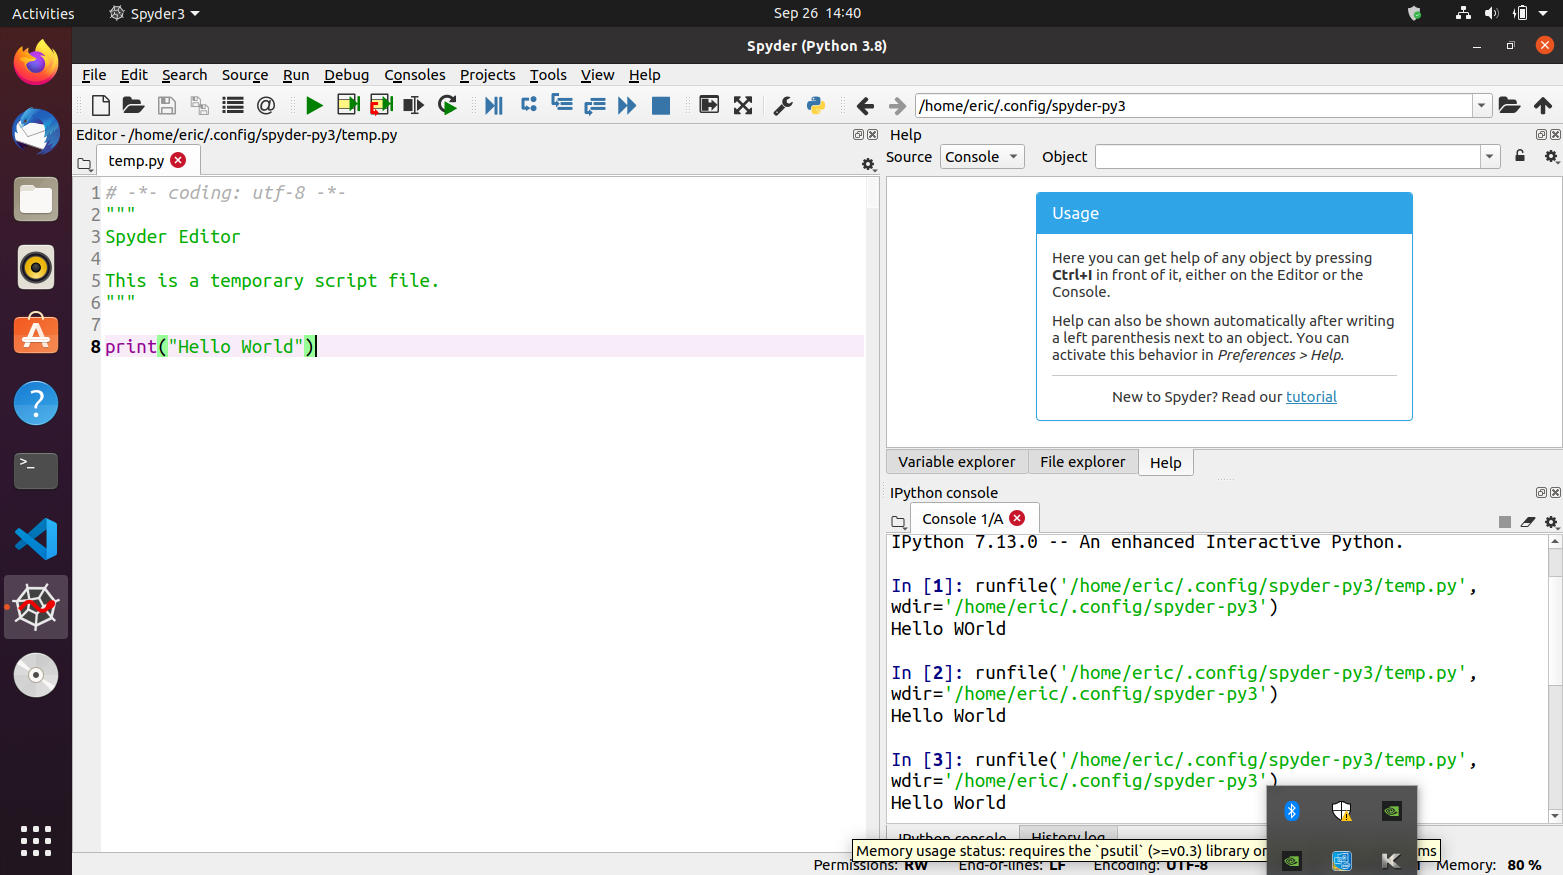 Activities
Spyder3
Sep 26 14:40
Spyder (Python 3.8)
File Edit Search Source Run Debug Consoles Projects Tools View Help
@
/home/eric/.config/spyder-py3
Editor - /home/eric/.config/spyder-py3/temp.py
temp.py
1 # -*- coding: utf-8 -*-
2 """
3 Spyder Editor
4
5 This is a temporary script file.
6 """
7
8 print("Hello World")
Help
Source Console Object
Usage
Here you can get help of any object by pressing
Ctrl+I in front of it, either on the Editor or the
Console.
Help can also be shown automatically after writing
a left parenthesis next to an object. You can
activate this behavior in Preferences > Help.
New to Spyder? Read our tutorial
Variable explorer File explorer Help
IPython console
Console 1/A
IPython 7.13.0 -- An enhanced Interactive Python.
In [1]: runfile('/home/eric/.config/spyder-py3/temp.py',
wdir='/home/eric/.config/spyder-py3')
Hello WOrld
In [2]: runfile('/home/eric/.config/spyder-py3/temp.py',
wdir='/home/eric/.config/spyder-py3')
Hello World
In [3]: runfile('/home/eric/.config/spyder-py3/temp.py',
wdir='/home/eric/.config/spyder-py3')
Hello World
IPython console History log
Memory usage status: requires the `psutil` (>=v0.3) library or
ms
Permissions: RW End-of-lines: LF Encoding: UTF-8 Memory: 80 %